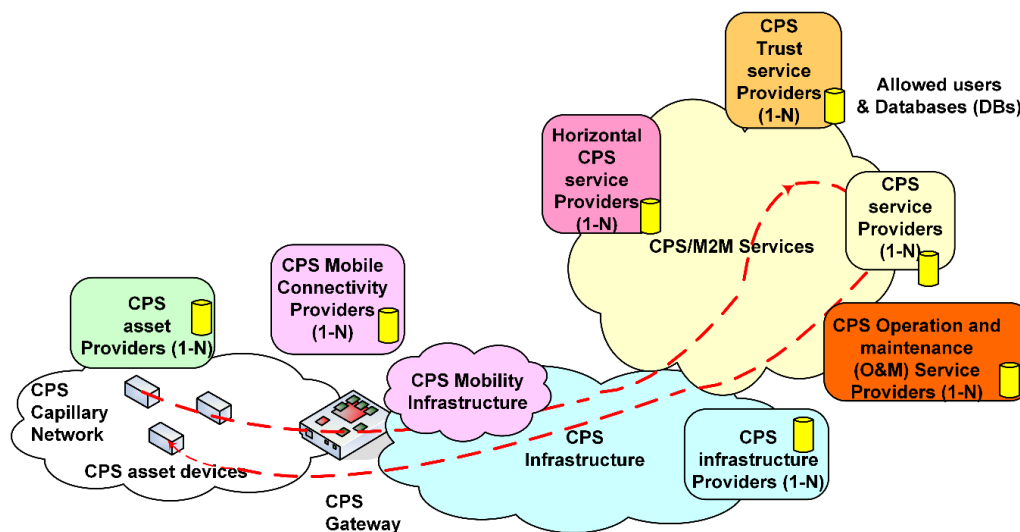 CPS
Trust
service
Providers
(1-N)
Allowed users
& Databases (DBs)
Horizontal
CPS
service
Providers
(1-N)
CPS
service
Providers
(1-N)
CPS/M2M Services
CPS Mobile
Connectivity
Providers
(1-N)
CPS
asset
Providers (1-N)
CPS Operation and
maintenance
(O&M) Service
Providers (1-N)
CPS Mobility
Infrastructure
CPS
Capillary
Network
CPS asset devices
CPS
Infrastructure
CPS
infrastructure
Providers (1-N)
CPS
Gateway